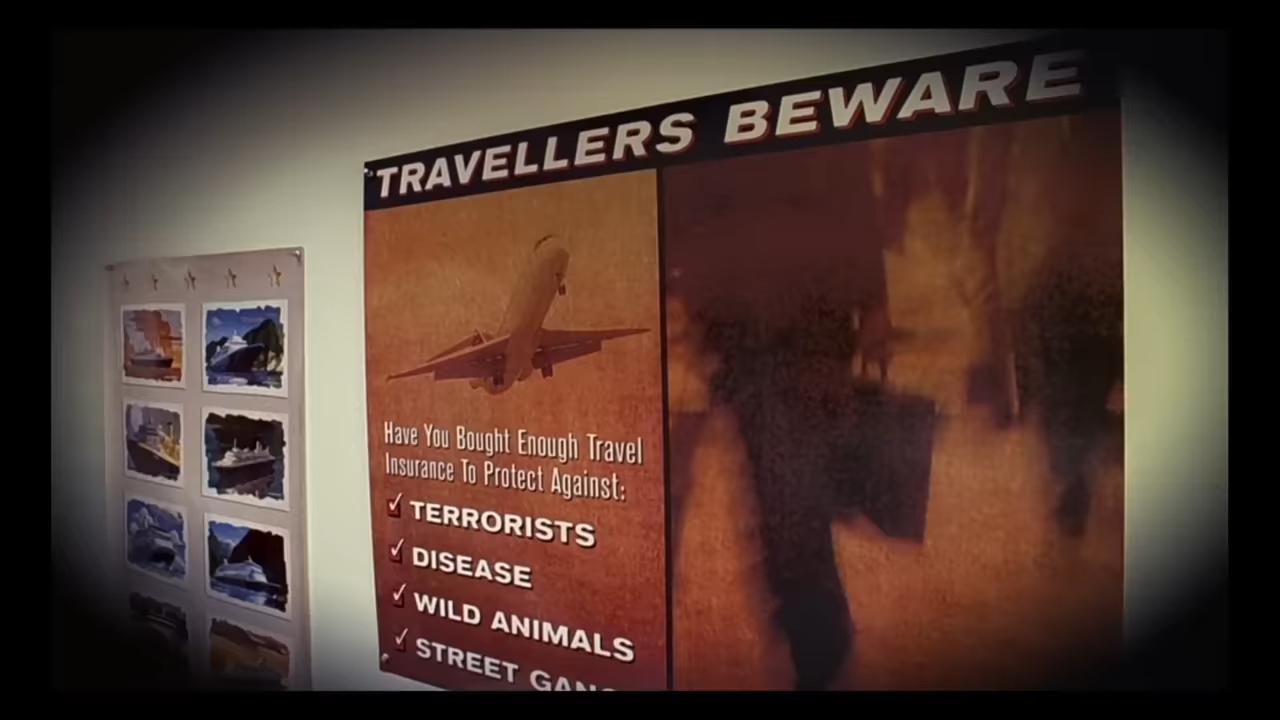 TRAVELLERS BEWARE
Have You Bought Enough Travel
Insurance To Protect Against:
TERRORISTS
DISEASE
WILD ANIMALS
STREET